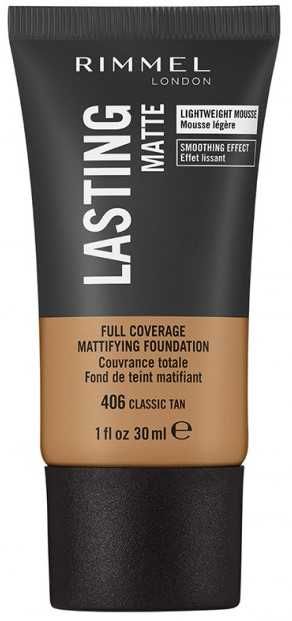 RIMMEL
LONDON
LASTING
MATTE
LIGHTWEIGHT MOUSSE
Mousse légère
SMOOTHING EFFECT
Effet lissant
FULL COVERAGE
MATTIFYING FOUNDATION
Couvrance totale
Fond de teint matifiant
406 CLASSIC TAN
1 fl oz 30 ml ℮